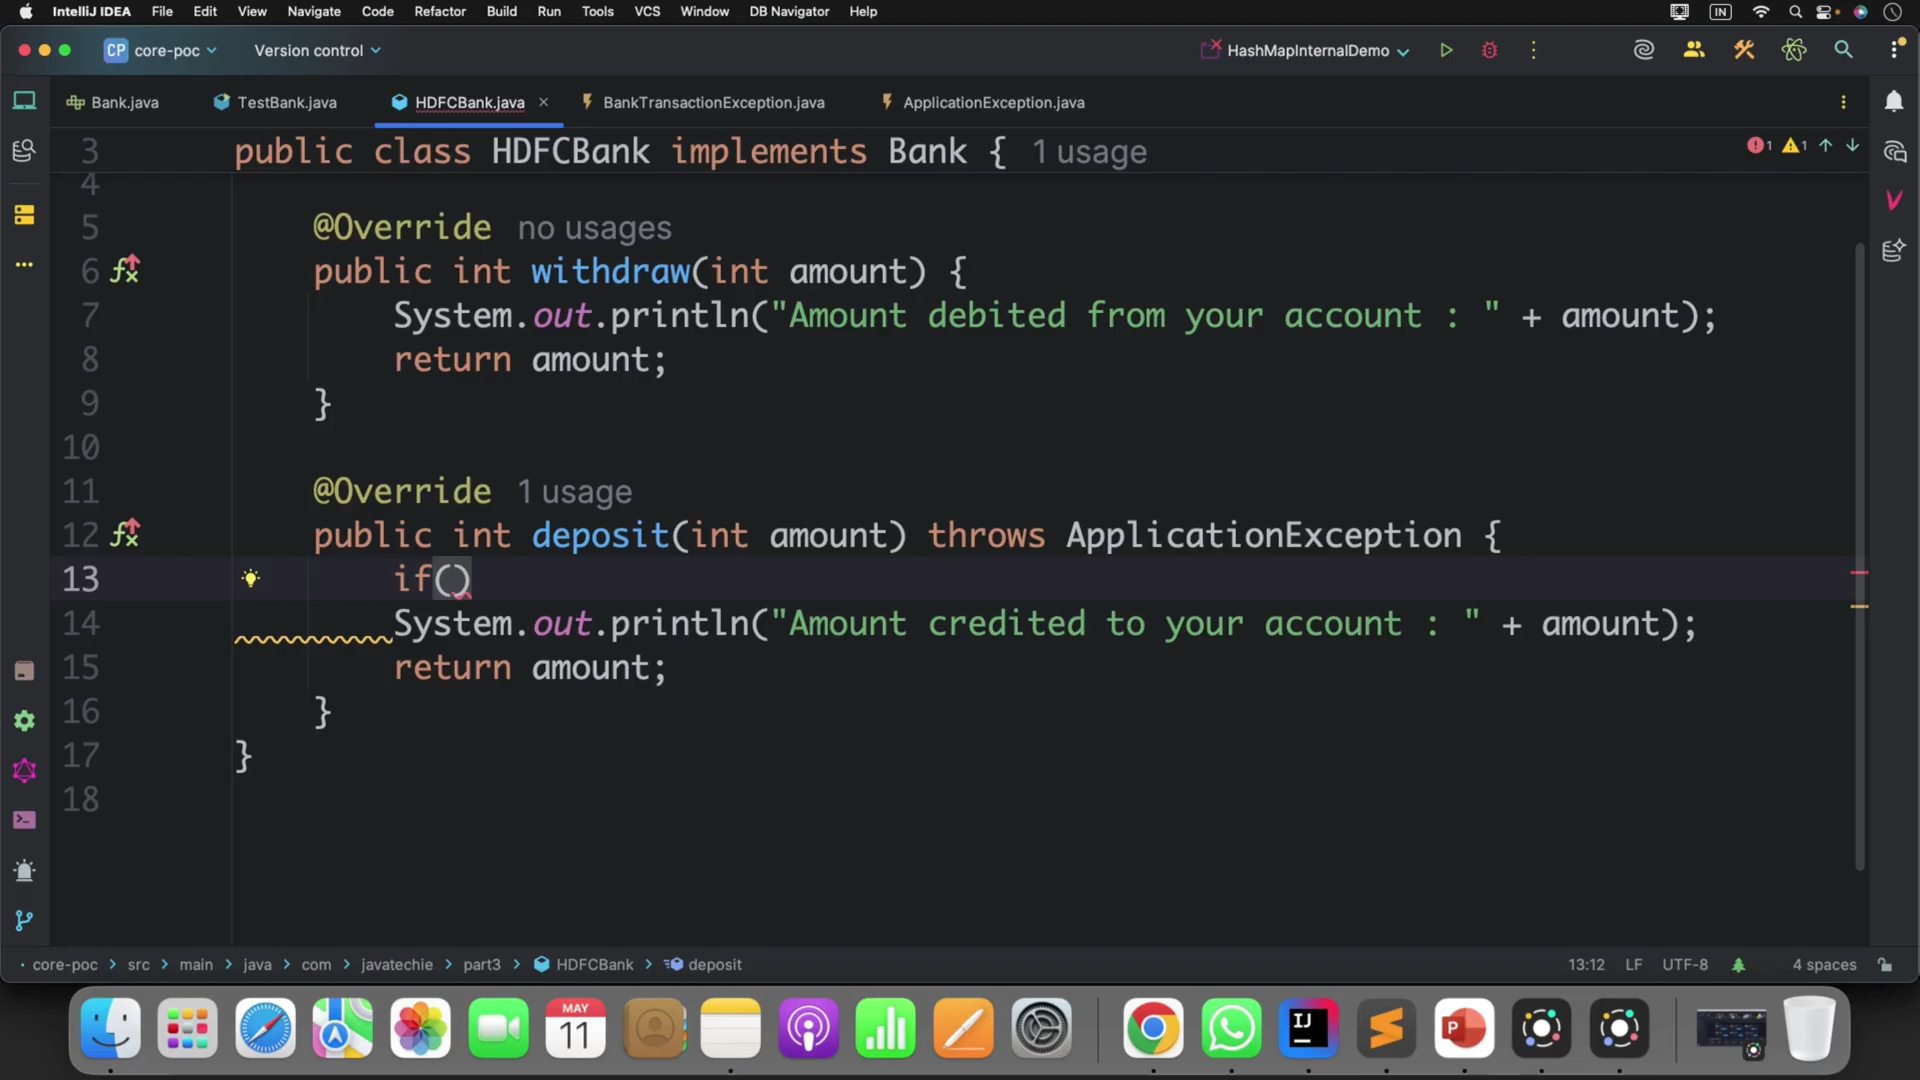 IntelliJ IDEA File Edit View Navigate Code Refactor Build Run Tools VCS Window DB Navigator Help IN
CP core-poc Version control HashMapInternalDemo
Bank.java TestBank.java HDFCBank.java BankTransactionException.java ApplicationException.java
3 public class HDFCBank implements Bank { 1 usage 1 1
4
5 @Override no usages
6 public int withdraw(int amount) {
7 System.out.println("Amount debited from your account : " + amount);
8 return amount;
9 }
10
11 @Override 1 usage
12 public int deposit(int amount) throws ApplicationException {
13 if()
14 System.out.println("Amount credited to your account : " + amount);
15 return amount;
16 }
17 }
18
core-poc > src > main > java > com > javatechie > part3 > HDFCBank > deposit 13:12 LF UTF-8 4 spaces
MAY
11
IJ
P